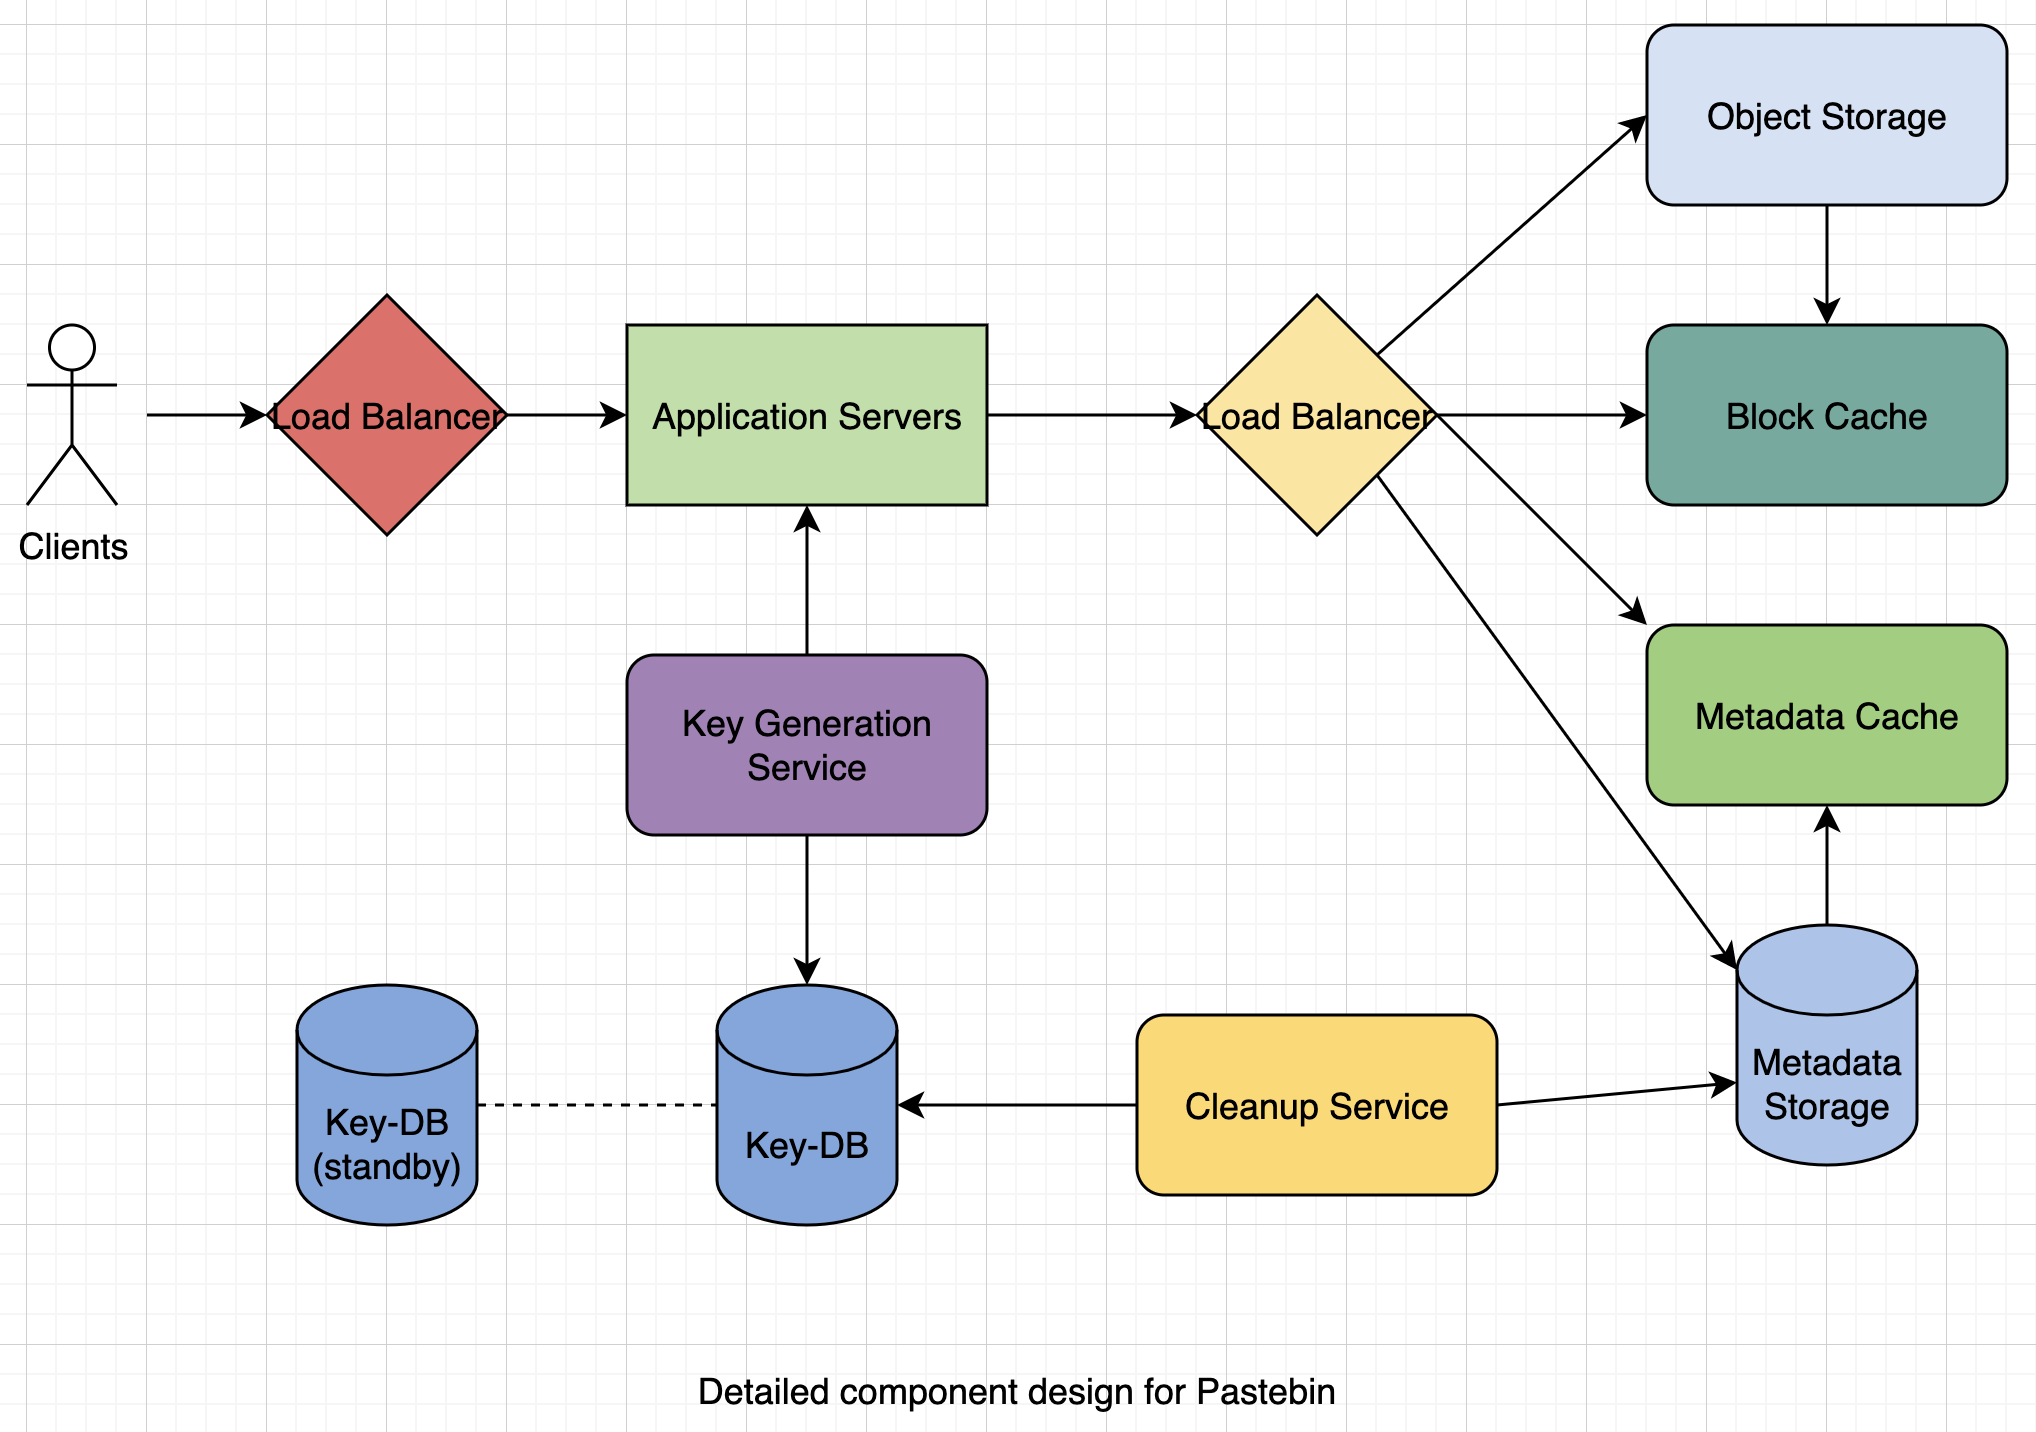 Object Storage
Clients
Load Balancer
Application Servers
Load Balancer
Block Cache
Key Generation
Service
Metadata Cache
Key-DB
(standby)
Key-DB
Cleanup Service
Metadata
Storage
Detailed component design for Pastebin